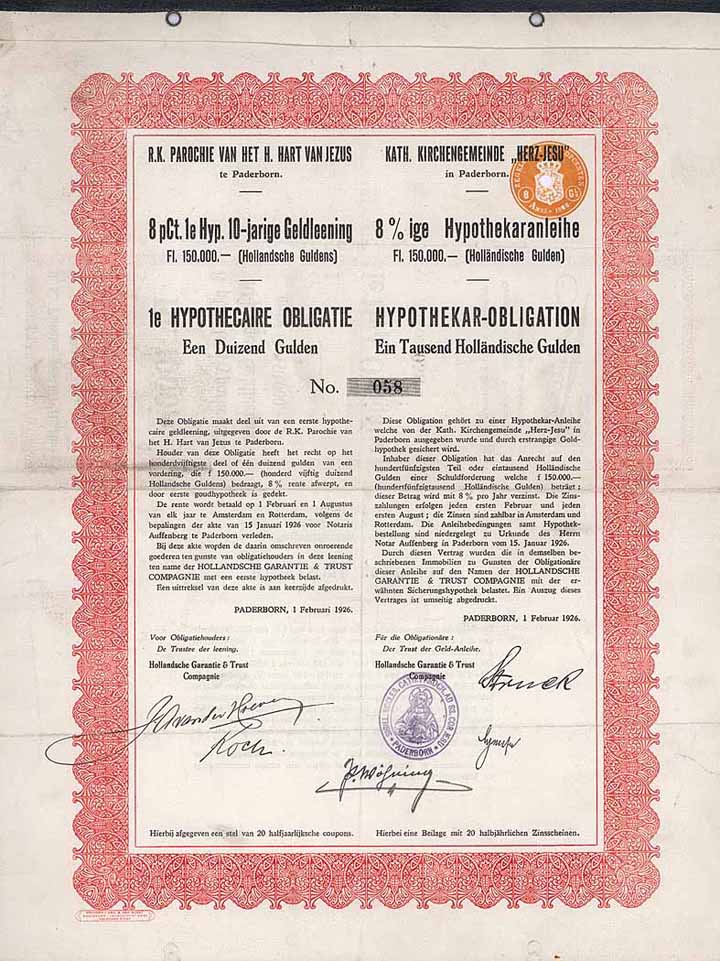 R.K. PAROCHIE VAN HET H. HART VAN JEZUS
te Paderborn.
8 pCt. 1e Hyp. 10-jarige Geldleening
Fl. 150.000.— (Hollandsche Guldens)
1e HYPOTHECAIRE OBLIGATIE
Een Duizend Gulden
KATH. KIRCHENGEMEINDE „HERZ-JESU"
in Paderborn.
8 % ige Hypothekaranleihe
Fl. 150.000.— (Holländische Gulden)
HYPOTHEKAR-OBLIGATION
Ein Tausend Holländische Gulden
No. 058
Deze Obligatie maakt deel uit van een eerste hypothe-
caire geldleening, uitgegeven door de R.K. Parochie van
het H. Hart van Jezus te Paderborn.
Houder van deze Obligatie heeft het recht op het
honderdvijftigste deel of één duizend gulden van een
vordering, die f 150.000.— (honderd vijftig duizend
Hollandsche Guldens) bedraagt, 8 % rente afwerpt, en
door eerste goudhypotheek is gedekt.
De rente wordt betaald op 1 Februari en 1 Augustus
van elk jaar te Amsterdam en Rotterdam, volgens de
bepalingen der akte van 15 Januari 1926 voor Notaris
Auffenberg te Paderborn verleden.
Bij deze akte worden de daarin omschreven onroerende
goederen ten gunste van obligatiehouders in deze leening
ten name der HOLLANDSCHE GARANTIE & TRUST
COMPAGNIE met een eerste hypotheek belast.
Een uittreksel van deze akte is aan keerzijde afgedrukt.
PADERBORN, 1 Februari 1926.
Voor Obligatiehouders :
De Trustee der leening.
Hollandsche Garantie & Trust
Compagnie
Koch.
Hierbij afgegeven een stel van 20 halfjaarlijksche coupons.
Diese Obligation gehört zu einer Hypothekar-Anleihe
welche von der Kath. Kirchengemeinde „Herz-Jesu" in
Paderborn ausgegeben wurde und durch erstrangige Gold-
hypothek gesichert wird.
Inhaber dieser Obligation hat das Anrecht auf den
hundertfünfzigsten Teil oder eintausend Holländische
Gulden einer Schuldforderung welche f 150.000.—
(hundertfünfzigtausend Holländische Gulden) beträgt ;
dieser Betrag wird mit 8 % pro Jahr verzinst. Die Zins-
zahlungen erfolgen jeden ersten Februar und jeden
ersten August ; die Zinsen sind zahlbar in Amsterdam und
Rotterdam. Die Anleihebedingungen samt Hypothek-
bestellung sind niedergelegt zu Urkunde des Herrn
Notar Auffenberg in Paderborn vom 15. Januar 1926.
Durch diesen Vertrag wurden die in demselben be-
schriebenen Immobilien zu Gunsten der Obligationäre
dieser Anleihe auf den Namen der HOLLANDSCHE
GARANTIE & TRUST COMPAGNIE mit der er-
wähnten Sicherungshypothek belastet. Ein Auszug dieses
Vertrages ist umseitig abgedruckt.
PADERBORN, 1 Februar 1926.
Für die Obligationäre :
Der Trust der Geld-Anleihe.
Hollandsche Garantie & Trust
Compagnie
PADERBORN
Hierbei eine Beilage mit 20 halbjährlichen Zinsscheinen.